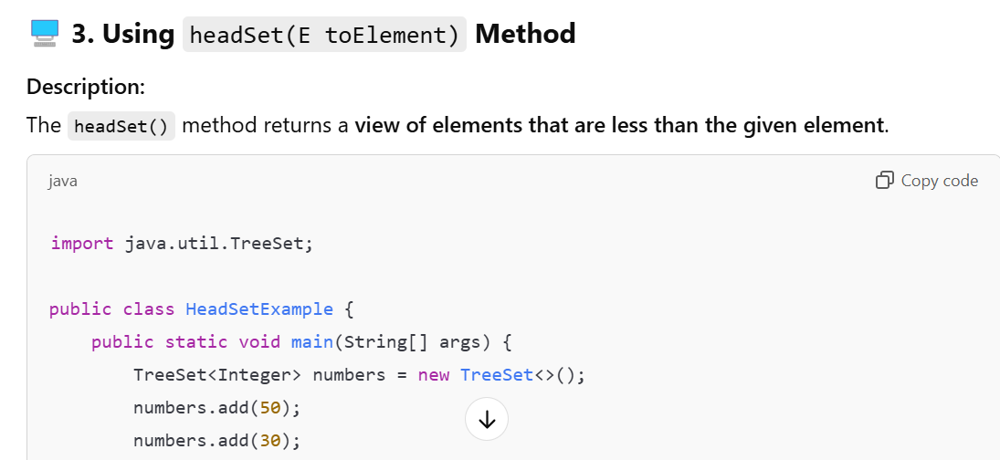 3. Using headSet(E toElement) Method
Description:
The headSet() method returns a view of elements that are less than the given element.
java
Copy code
import java.util.TreeSet;
public class HeadSetExample {
public static void main(String[] args) {
TreeSet<Integer> numbers = new TreeSet<>();
numbers.add(50);
numbers.add(30);